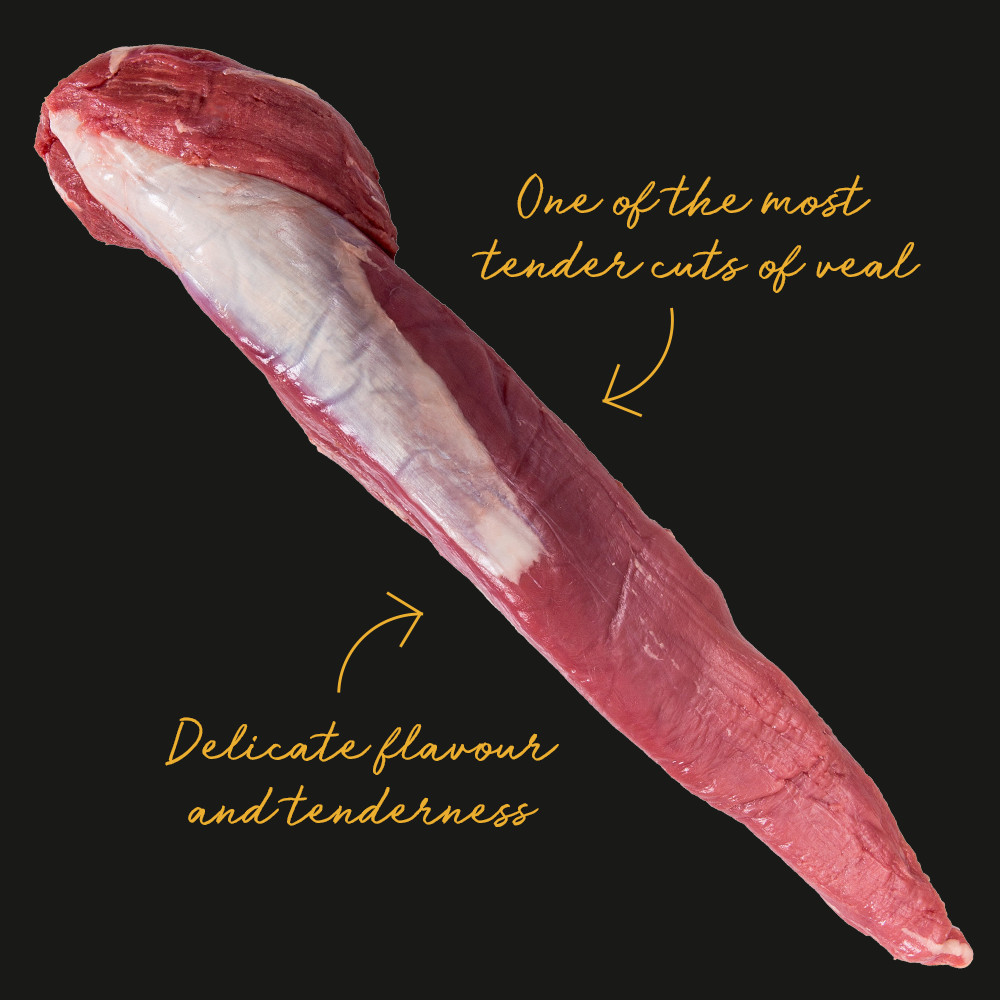 One of the most
tender cuts of veal
Delicate flavour
and tenderness